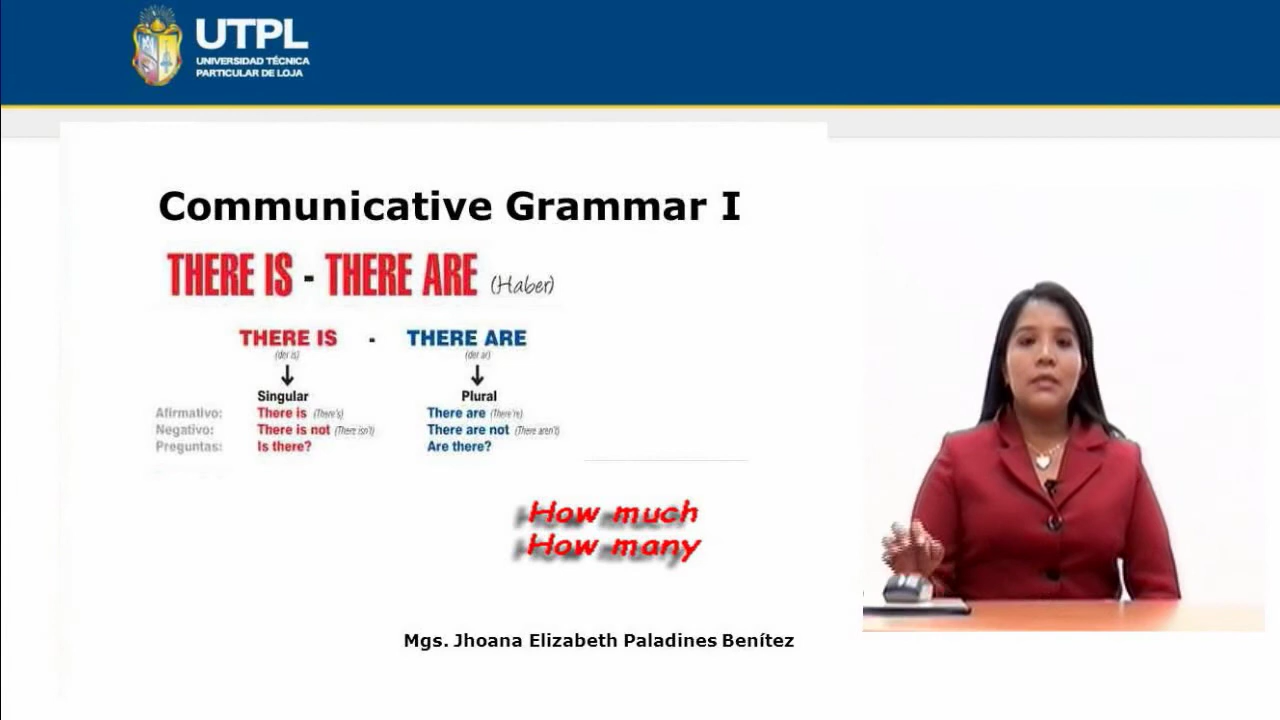 UTPL
UNIVERSIDAD TÉCNICA
PARTICULAR DE LOJA
Communicative Grammar I
THERE IS - THERE ARE (Haber)
THERE IS - THERE ARE
(der is) (der ar)
Singular Plural
Afirmativo: There is (There's) There are (There're)
Negativo: There is not (There isn't) There are not (There aren't)
Preguntas: Is there? Are there?
How much
How many
Mgs. Jhoana Elizabeth Paladines Benítez